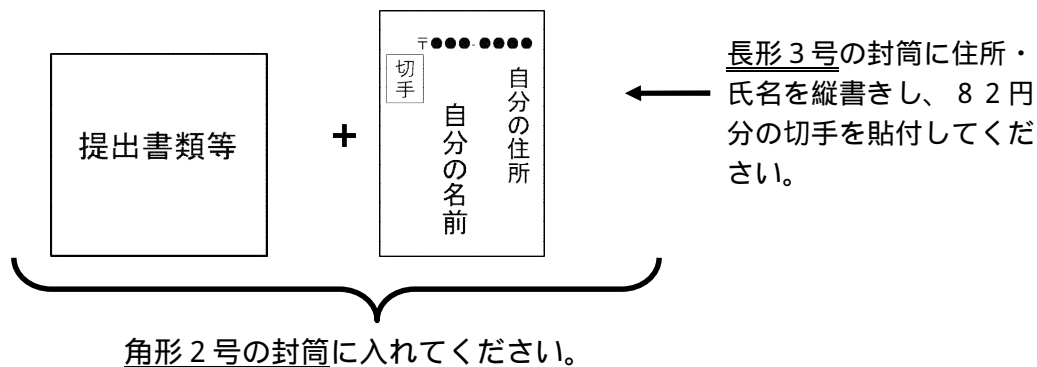 提出書類等
+
〒●●●-●●●●
切手
自分の住所
自分の名前
長形3号の封筒に住所・
氏名を縦書きし、82円
分の切手を貼付してくだ
さい。
角形2号の封筒に入れてください。